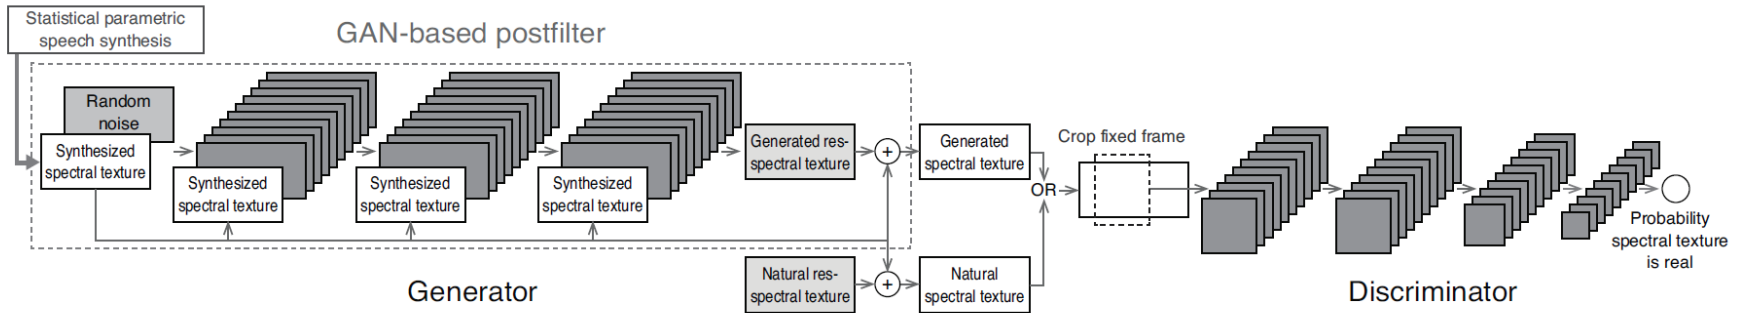 Statistical parametric
speech synthesis
GAN-based postfilter
Random
noise
Synthesized
spectral texture
Synthesized
spectral texture
Synthesized
spectral texture
Synthesized
spectral texture
Generated res-
spectral texture
+
Generated
spectral texture
Natural res-
spectral texture
+
Natural
spectral texture
OR
Crop fixed frame
Probability
spectral texture
is real
Generator
Discriminator